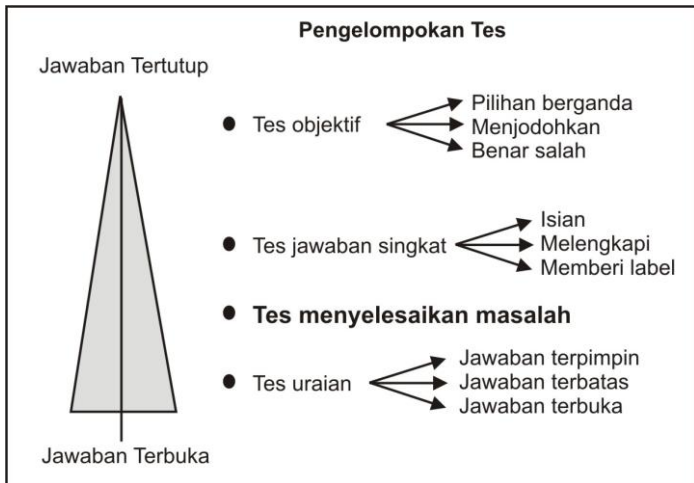 Pengelompokan Tes
Jawaban Tertutup
● Tes objektif
Pilihan berganda
Menjodohkan
Benar salah
● Tes jawaban singkat
Isian
Melengkapi
Memberi label
● Tes menyelesaikan masalah
● Tes uraian
Jawaban terpimpin
Jawaban terbatas
Jawaban terbuka
Jawaban Terbuka